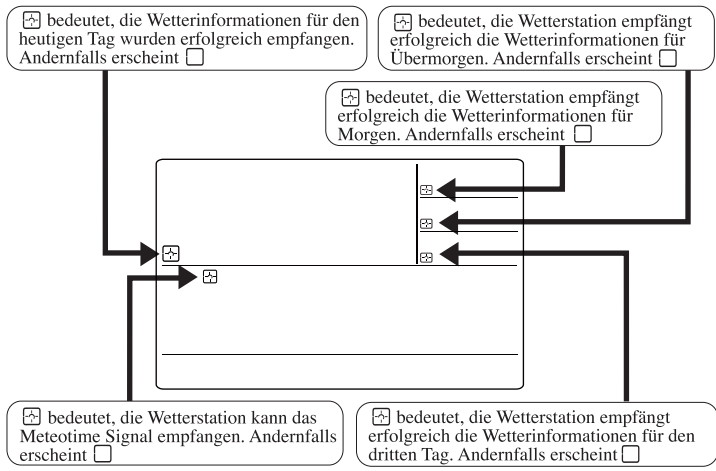 bedeutet, die Wetterinformationen für den
heutigen Tag wurden erfolgreich empfangen.
Andernfalls erscheint
bedeutet, die Wetterstation empfängt
erfolgreich die Wetterinformationen für
Übermorgen. Andernfalls erscheint
bedeutet, die Wetterstation empfängt
erfolgreich die Wetterinformationen für
Morgen. Andernfalls erscheint
bedeutet, die Wetterstation kann das
Meteotime Signal empfangen. Andernfalls
erscheint
bedeutet, die Wetterstation empfängt
erfolgreich die Wetterinformationen für den
dritten Tag. Andernfalls erscheint